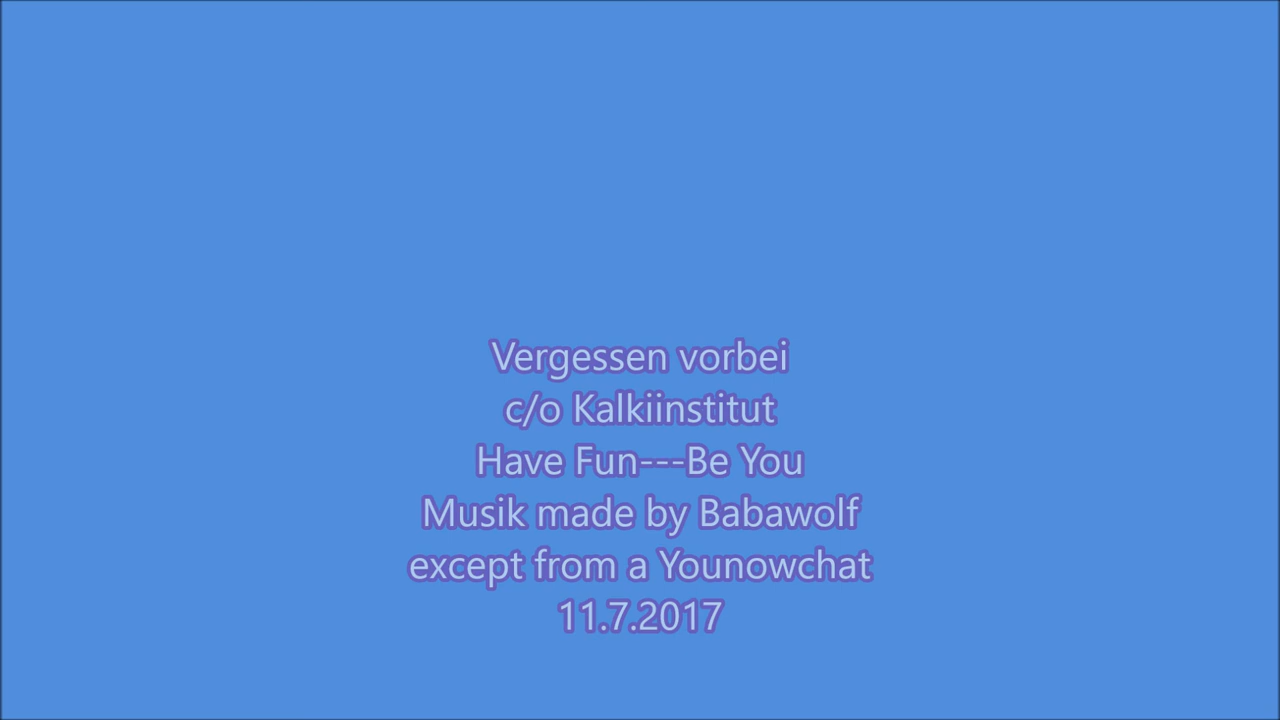 Vergessen vorbei
c/o Kalkiinstitut
Have Fun---Be You
Musik made by Babawolf
except from a Younowchat
11.7.2017